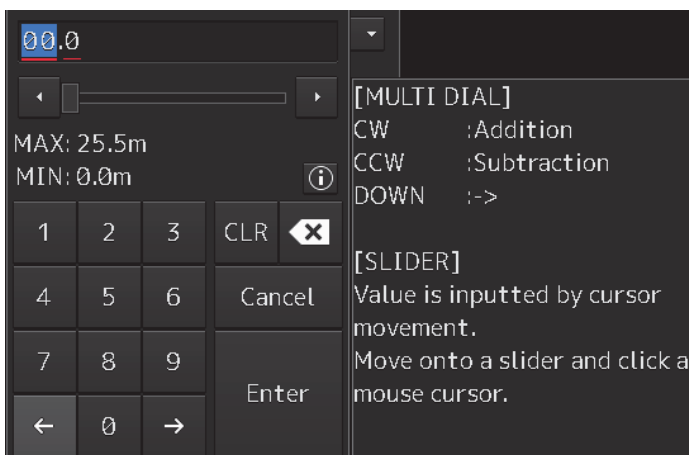 00.0
MAX: 25.5m
MIN: 0.0m
1 2 3 CLR
4 5 6 Cancel
7 8 9
Enter
← 0 →
[MULTI DIAL]
CW :Addition
CCW :Subtraction
DOWN :->
[SLIDER]
Value is inputted by cursor
movement.
Move onto a slider and click a
mouse cursor.